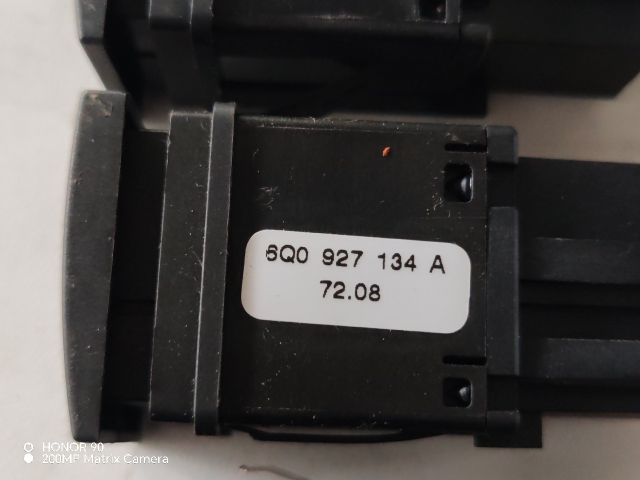 6Q0 927 134 A
72.08
HONOR 90
200MP Matrix Camera